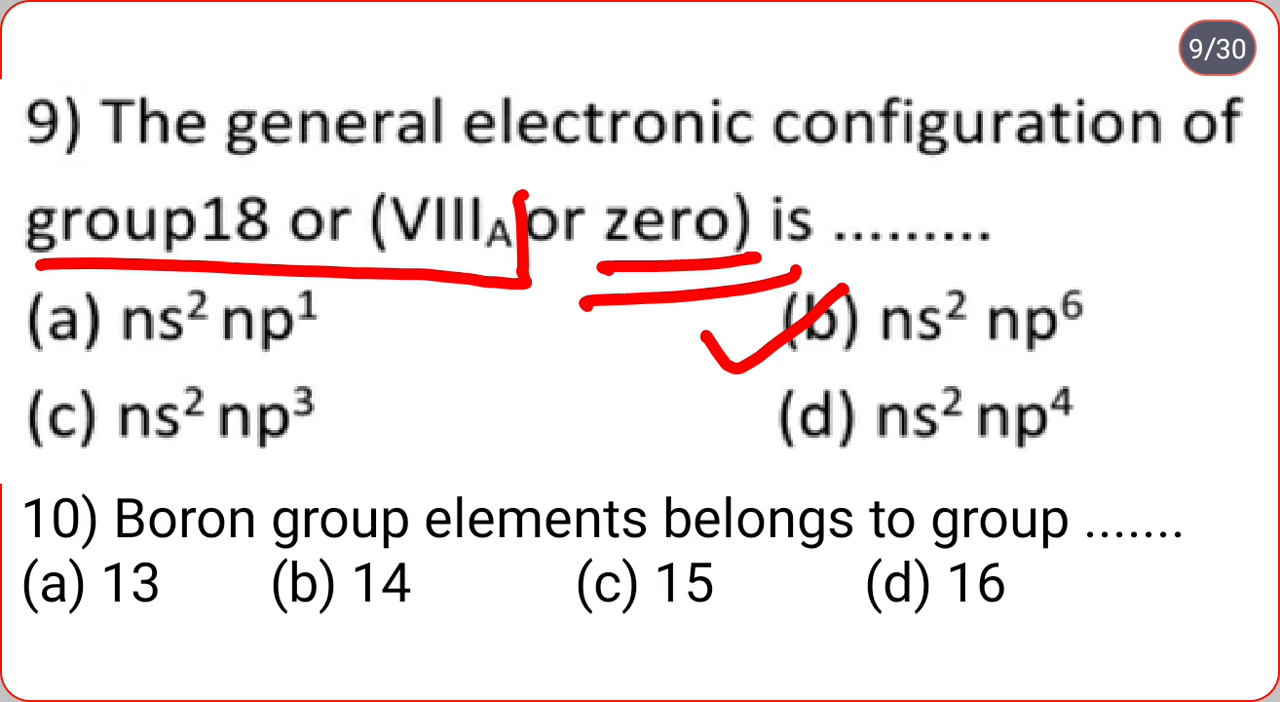 9/30
9) The general electronic configuration of
group18 or (VIIIA or zero) is .........
(a) ns² np¹ (b) ns² np⁶
(c) ns² np³ (d) ns² np⁴
10) Boron group elements belongs to group .......
(a) 13 (b) 14 (c) 15 (d) 16